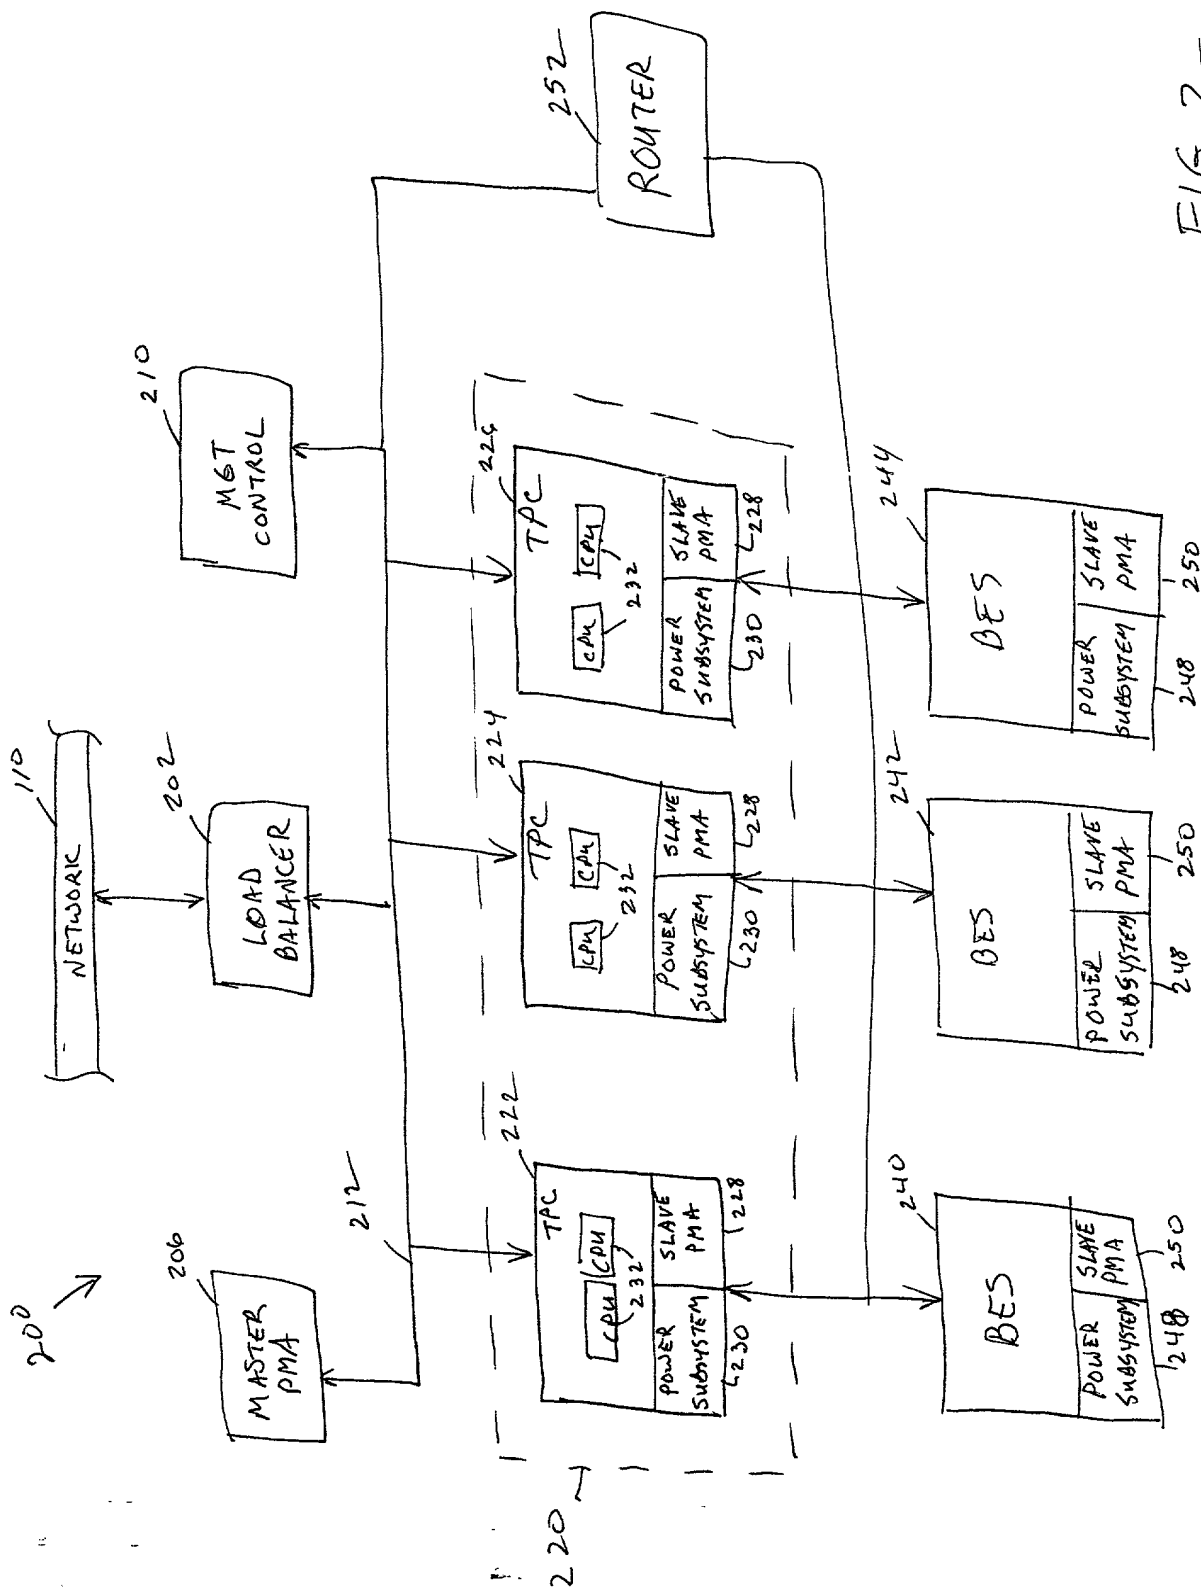 200
NETWORK
110
MASTER
PMA
206
LOAD
BALANCER
202
MGT
CONTROL
210
212
ROUTER
252
220
TPC
222
CPU
CPU
232
POWER
SUBSYSTEM
SLAVE
PMA
230
228
TPC
224
CPU
CPU
232
POWER
SUBSYSTEM
SLAVE
PMA
230
228
TPC
226
CPU
CPU
232
POWER
SUBSYSTEM
SLAVE
PMA
230
228
BES
240
POWER
SUBSYSTEM
SLAVE
PMA
248
250
BES
242
POWER
SUBSYSTEM
SLAVE
PMA
248
250
BES
244
POWER
SUBSYSTEM
SLAVE
PMA
248
250
FIG 2